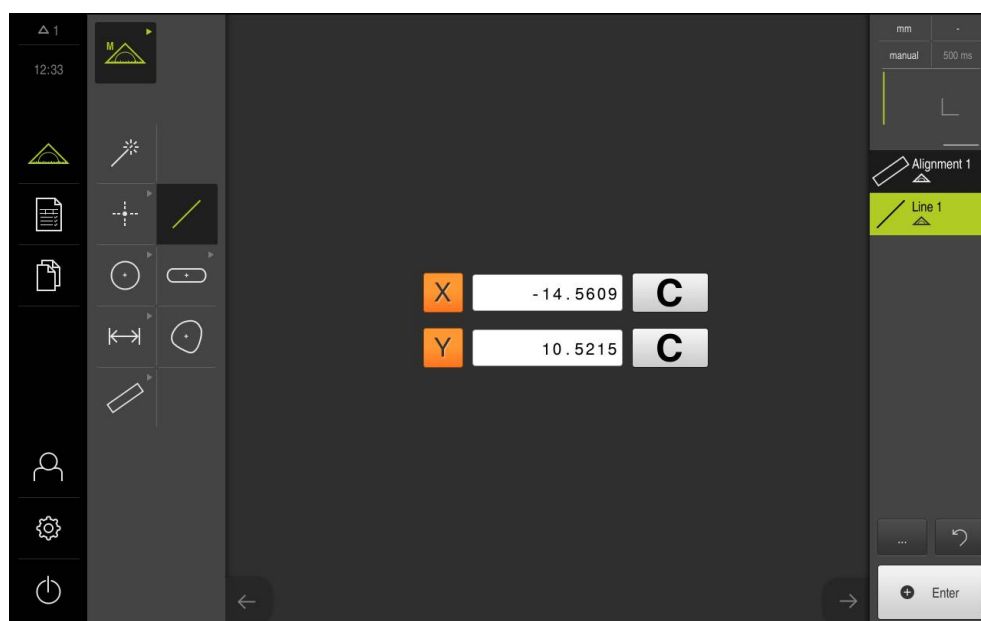 1
12:33
M
X
-14.5609
C
Y
10.5215
C
mm
-
manual
500 ms
Alignment 1
Line 1
...
Enter